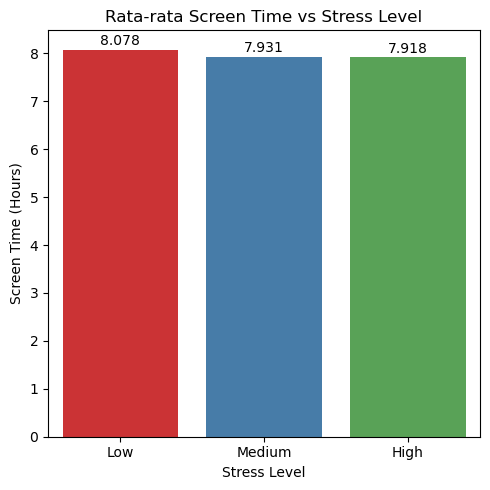 Rata-rata Screen Time vs Stress Level
8.078
7.931
7.918
8
7
6
5
4
3
2
1
0
Screen Time (Hours)
Low
Medium
High
Stress Level